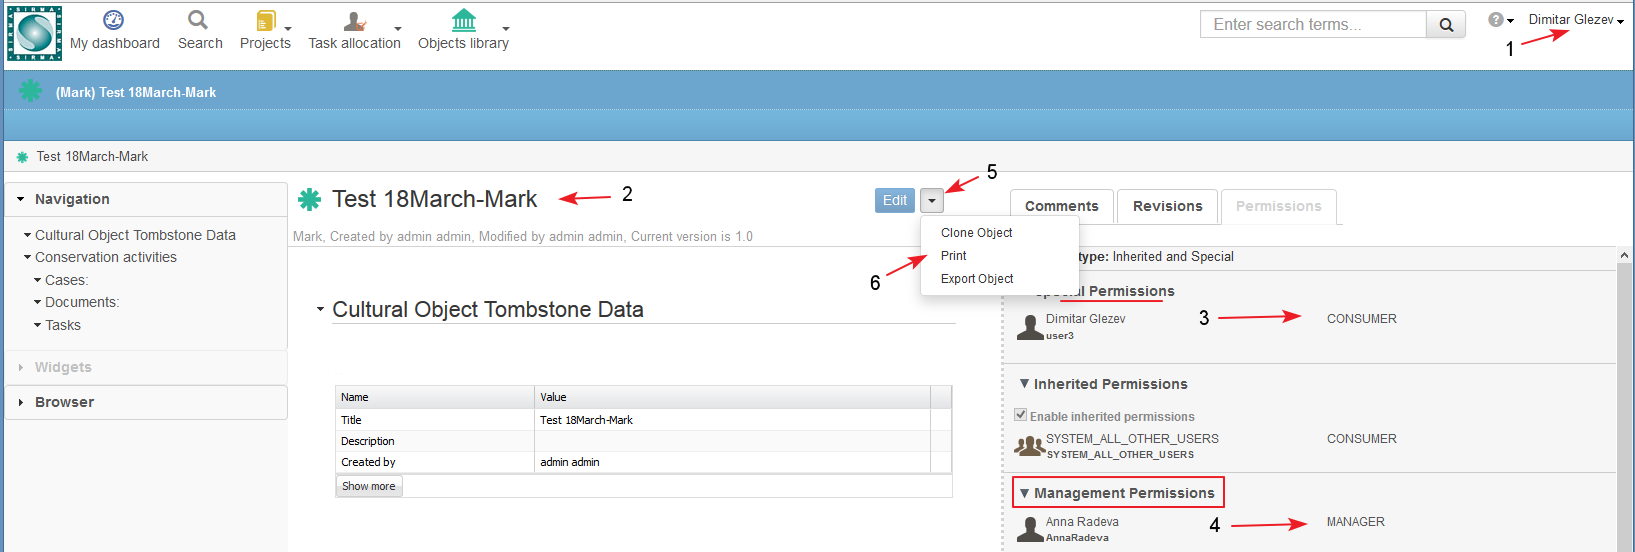 SIRMA
SIRMA
SIRMA
SIRMA
My dashboard
Search
Projects
Task allocation
Objects library
Enter search terms...
?
Dimitar Glezev
1
(Mark) Test 18March-Mark
Test 18March-Mark
Navigation
Cultural Object Tombstone Data
Conservation activities
Cases:
Documents:
Tasks
Widgets
Browser
Test 18March-Mark
2
Edit
5
Mark, Created by admin admin, Modified by admin admin, Current version is 1.0
Clone Object
Print
Export Object
6
Cultural Object Tombstone Data
Name Value
Title Test 18March-Mark
Description
Created by admin admin
Show more
Comments Revisions Permissions
type: Inherited and Special
Special Permissions
Dimitar Glezev
user3
3
CONSUMER
Inherited Permissions
Enable inherited permissions
SYSTEM_ALL_OTHER_USERS
SYSTEM_ALL_OTHER_USERS
CONSUMER
Management Permissions
Anna Radeva
AnnaRadeva
4
MANAGER